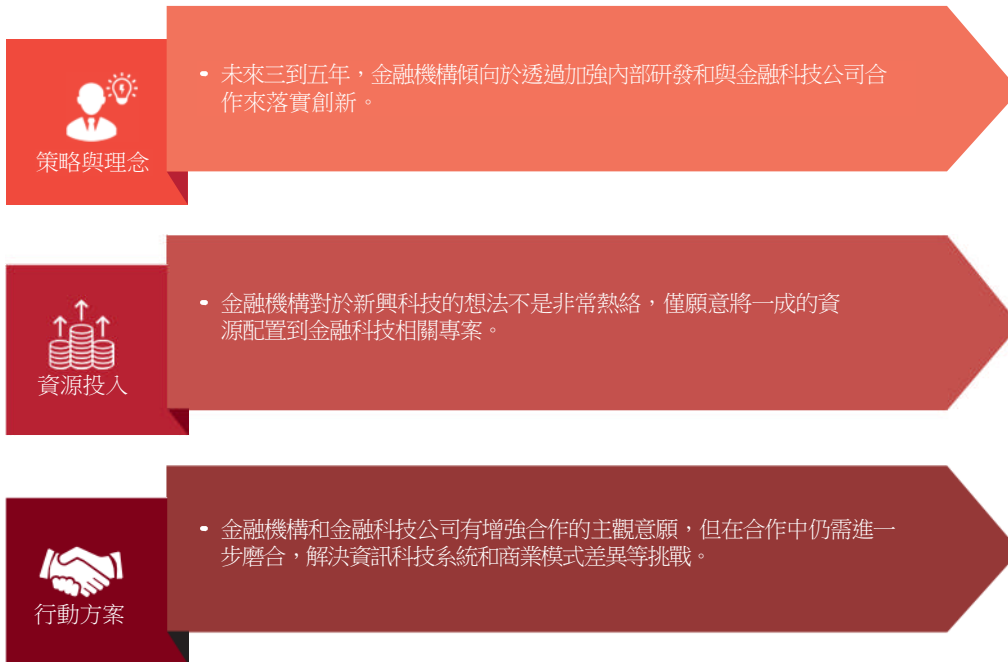 • 未來三到五年，金融機構傾向於透過加強內部研發和與金融科技公司合
作來落實創新。
策略與理念
• 金融機構對於新興科技的想法不是非常熱絡，僅願意將一成的資
源配置到金融科技相關專案。
資源投入
• 金融機構和金融科技公司有增強合作的主觀意願，但在合作中仍需進一
步磨合，解決資訊科技系統和商業模式差異等挑戰。
行動方案